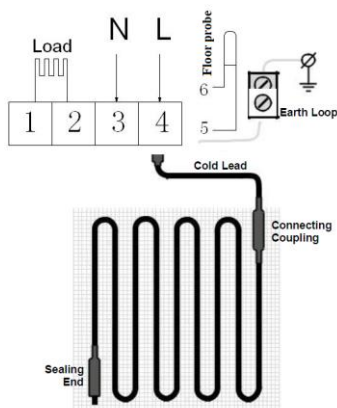 Load
N
L
Floor probe
6
5
1
2
3
4
Earth Loop
Cold Lead
Connecting
Coupling
Sealing
End